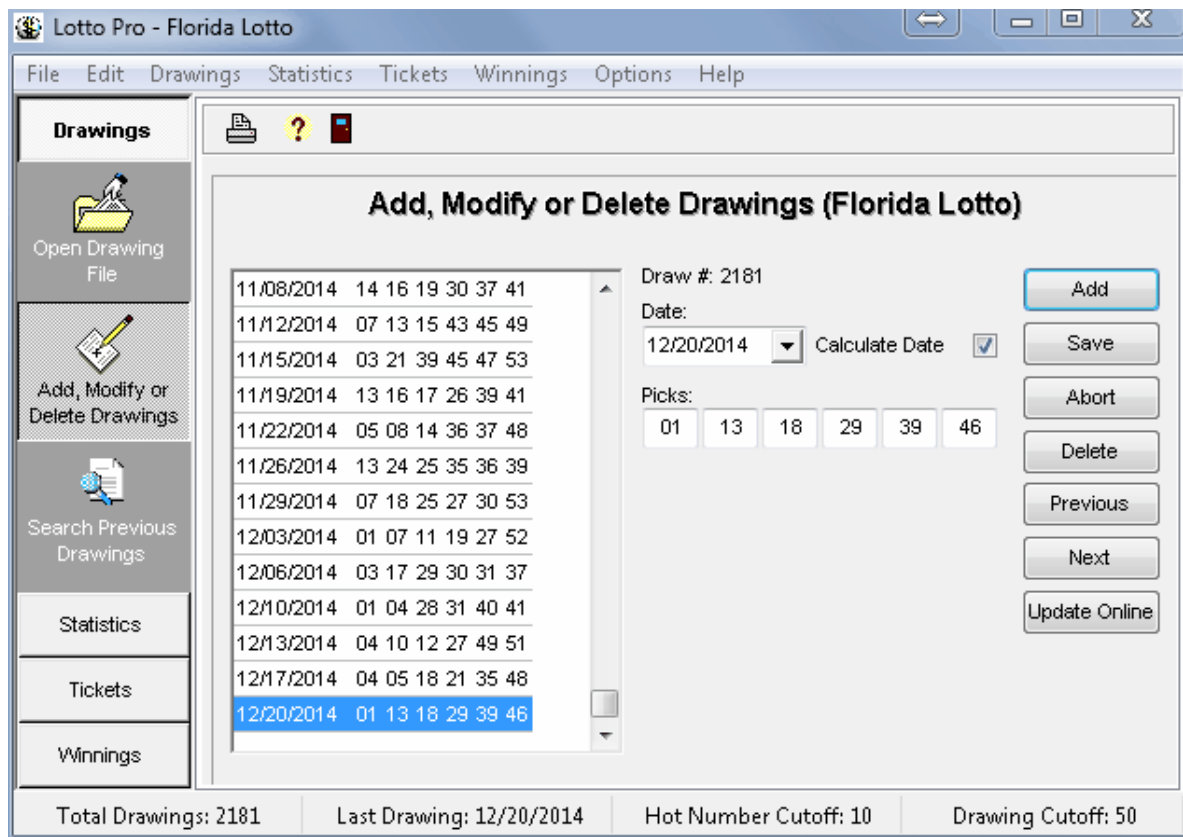 Lotto Pro - Florida Lotto
File Edit Drawings Statistics Tickets Winnings Options Help
Drawings
Open Drawing
File
Add, Modify or
Delete Drawings
Search Previous
Drawings
Statistics
Tickets
Winnings
Add, Modify or Delete Drawings (Florida Lotto)
11/08/2014 14 16 19 30 37 41
11/12/2014 07 13 15 43 45 49
11/15/2014 03 21 39 45 47 53
11/19/2014 13 16 17 26 39 41
11/22/2014 05 08 14 36 37 48
11/26/2014 13 24 25 35 36 39
11/29/2014 07 18 25 27 30 53
12/03/2014 01 07 11 19 27 52
12/06/2014 03 17 29 30 31 37
12/10/2014 01 04 28 31 40 41
12/13/2014 04 10 12 27 49 51
12/17/2014 04 05 18 21 35 48
12/20/2014 01 13 18 29 39 46
Draw #: 2181
Date:
12/20/2014 Calculate Date
Picks:
01 13 18 29 39 46
Add
Save
Abort
Delete
Previous
Next
Update Online
Total Drawings: 2181 Last Drawing: 12/20/2014 Hot Number Cutoff: 10 Drawing Cutoff: 50